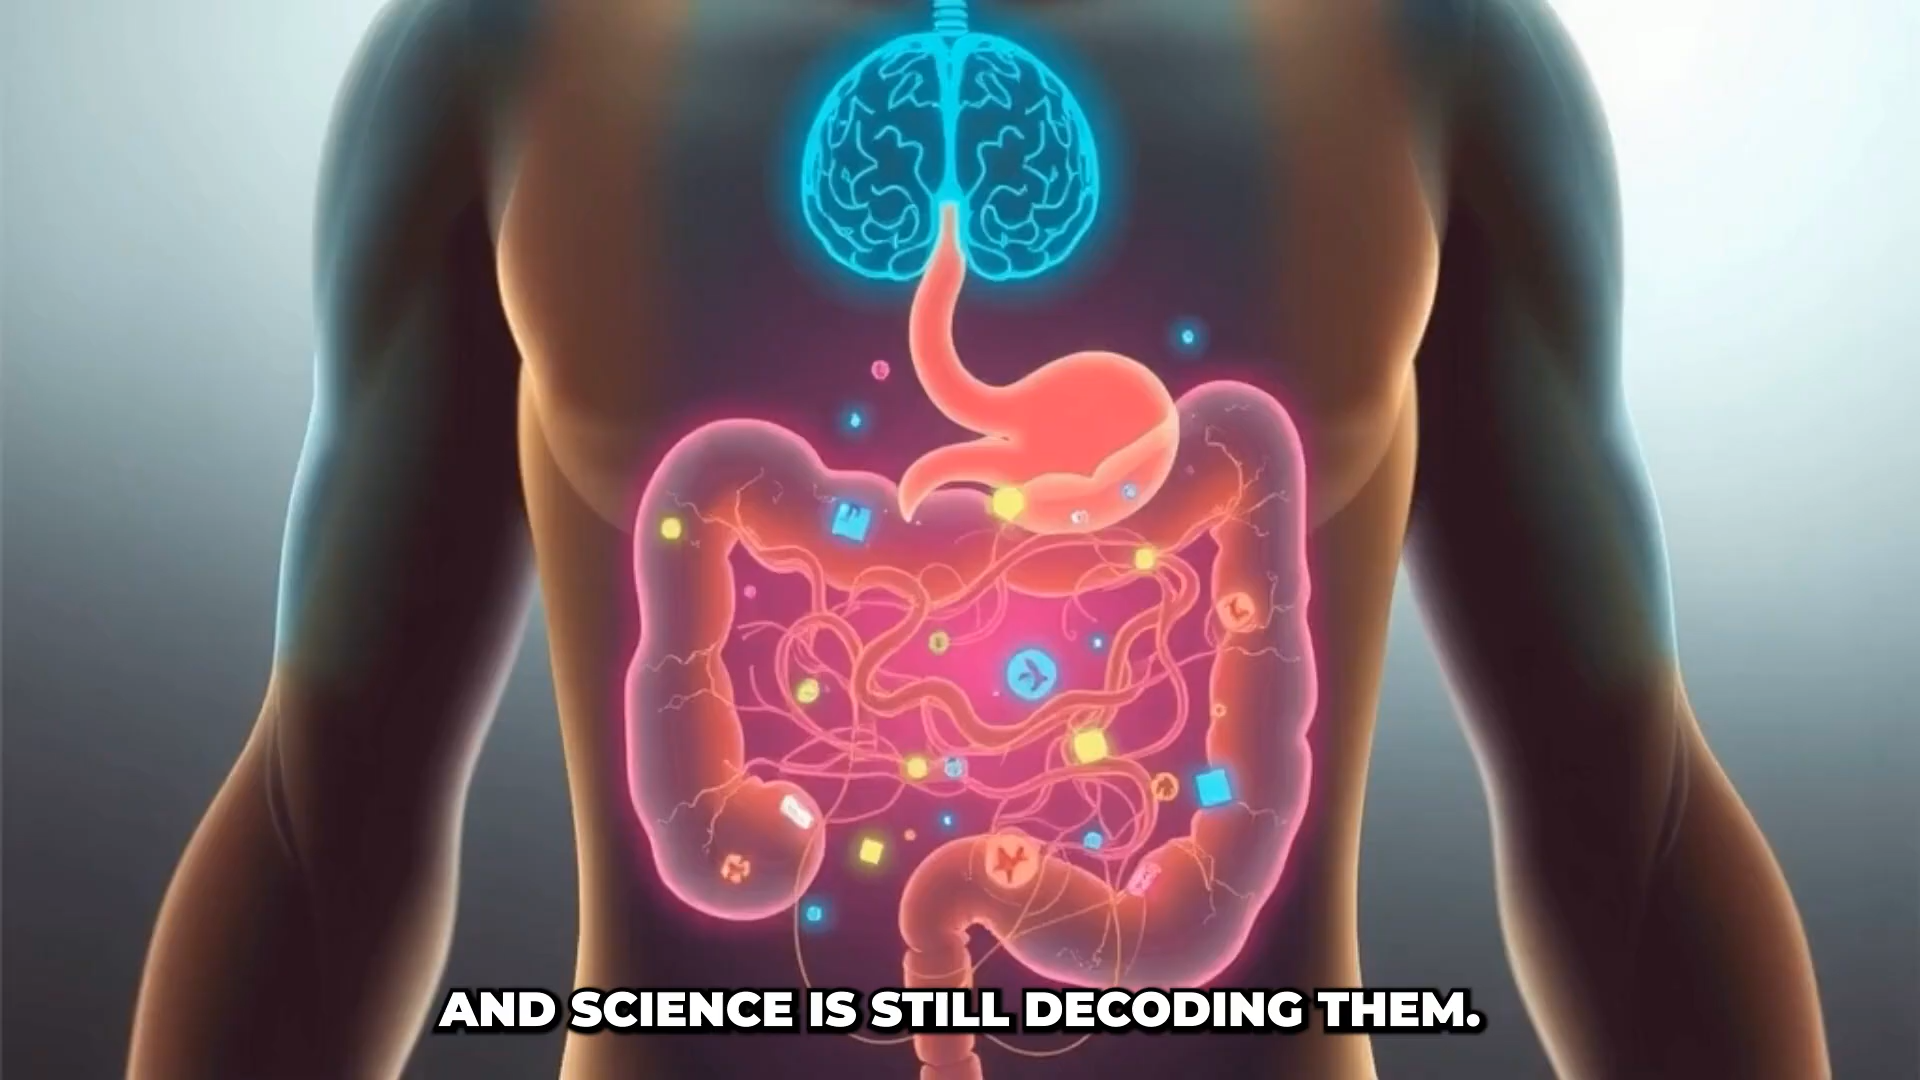 AND SCIENCE IS STILL DECODING THEM.